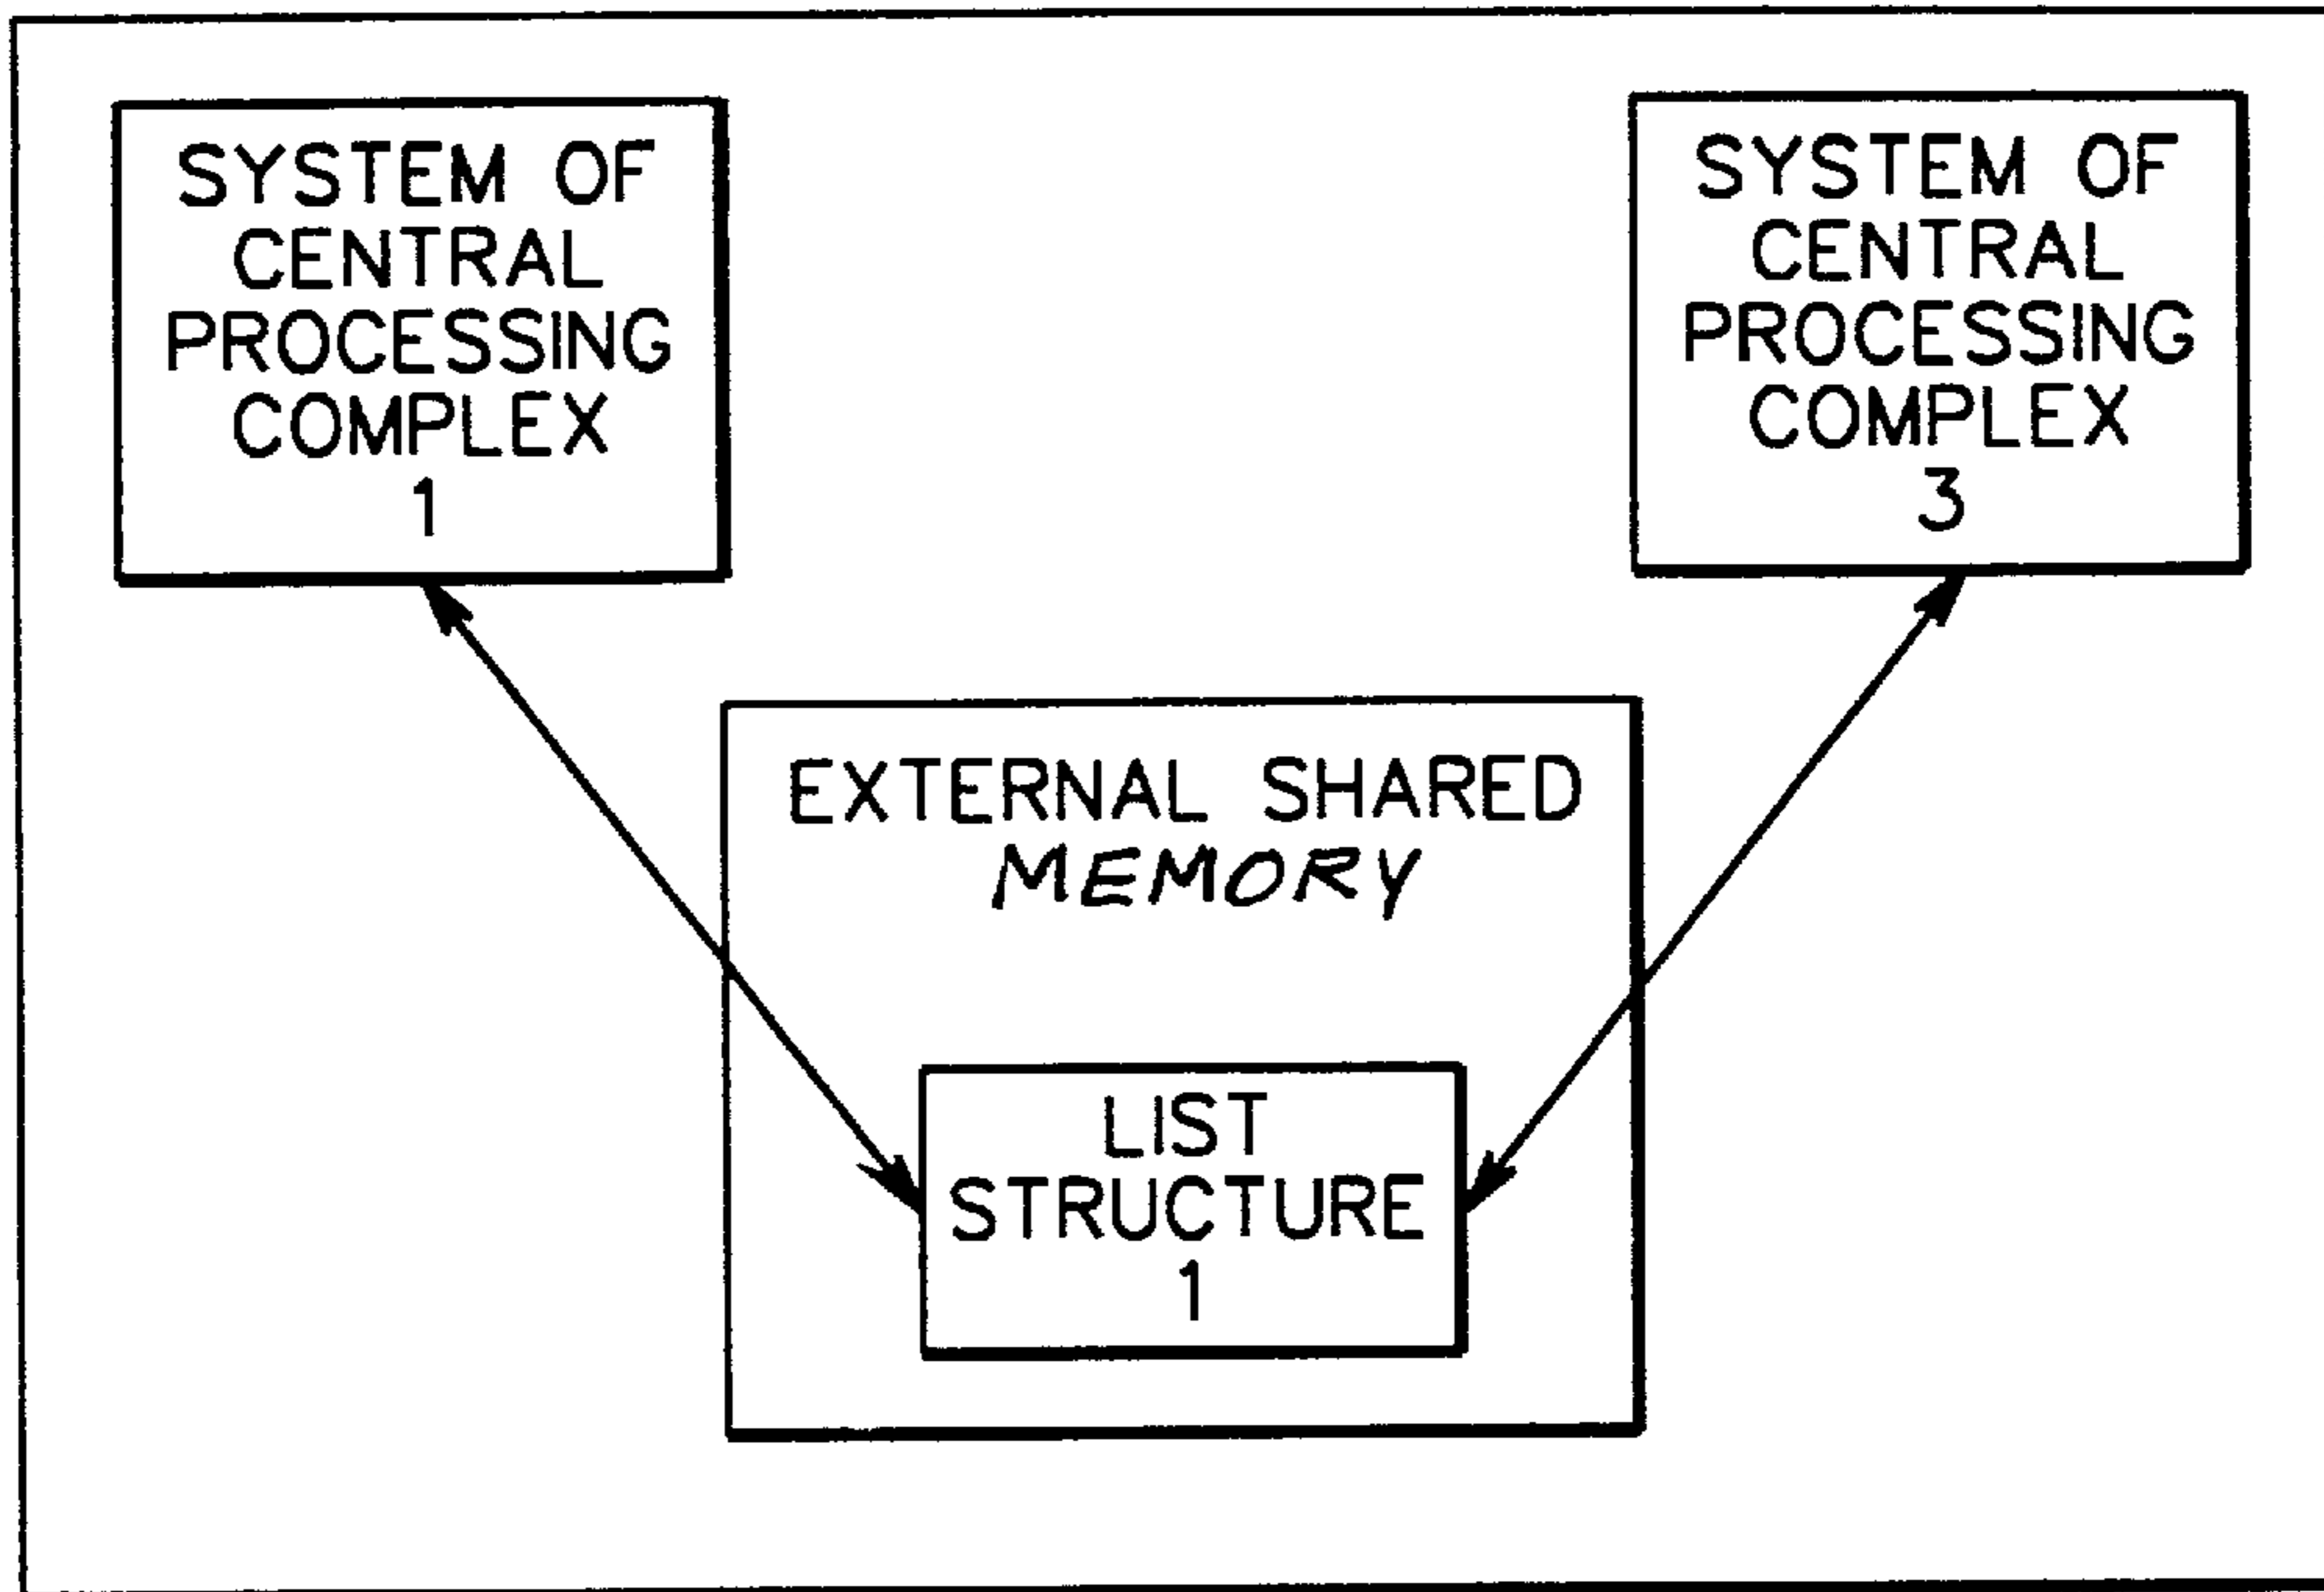 SYSTEM OF
CENTRAL
PROCESSING
COMPLEX
1
SYSTEM OF
CENTRAL
PROCESSING
COMPLEX
3
EXTERNAL SHARED
MEMORY
LIST
STRUCTURE
1